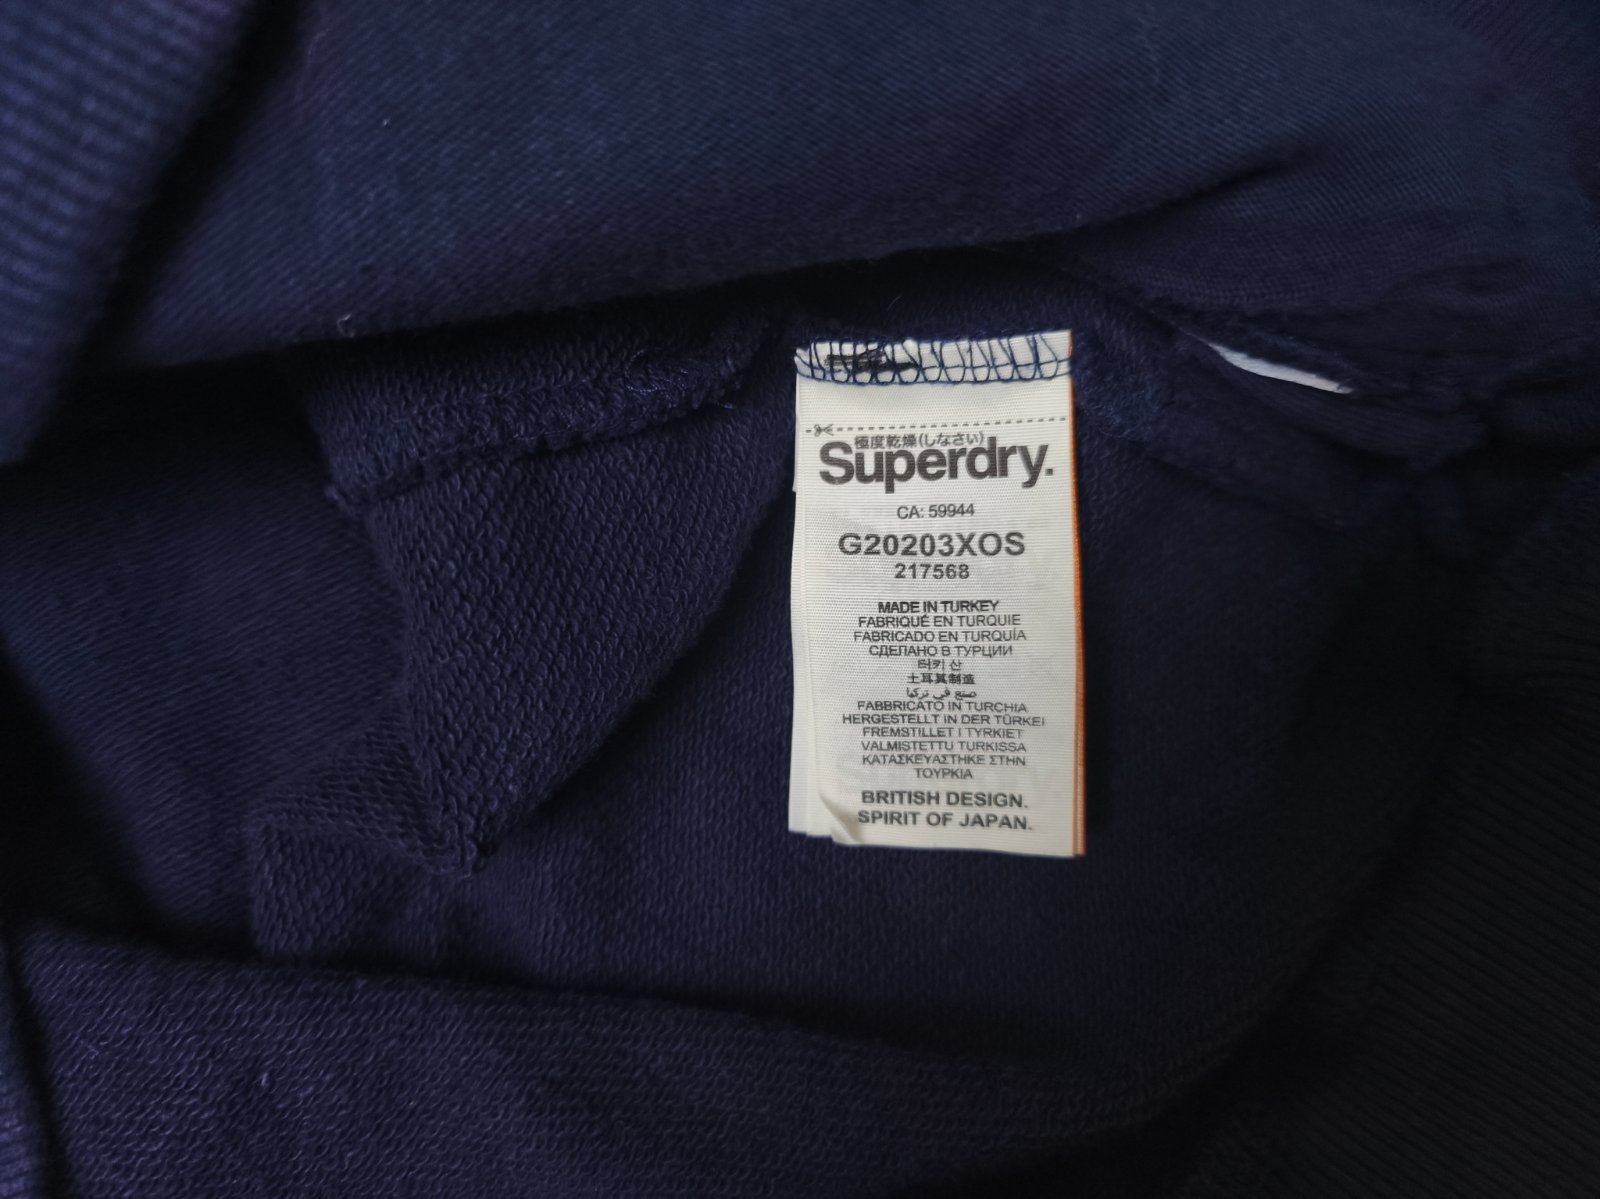 極度乾燥(しなさい)
Superdry.
CA: 59944
G20203XOS
217568
MADE IN TURKEY
FABRIQUÉ EN TURQUIE
FABRICADO EN TURQUÍA
СДЕЛАНО В ТУРЦИИ
터키 산
土耳其制造
صنع في تركيا
FABBRICATO IN TURCHIA
HERGESTELLT IN DER TÜRKEI
FREMSTILLET I TYRKIET
VALMISTETTU TURKISSA
ΚΑΤΑΣΚΕΥΑΣΤΗΚΕ ΣΤΗΝ
ΤΟΥΡΚΙΑ
BRITISH DESIGN.
SPIRIT OF JAPAN.